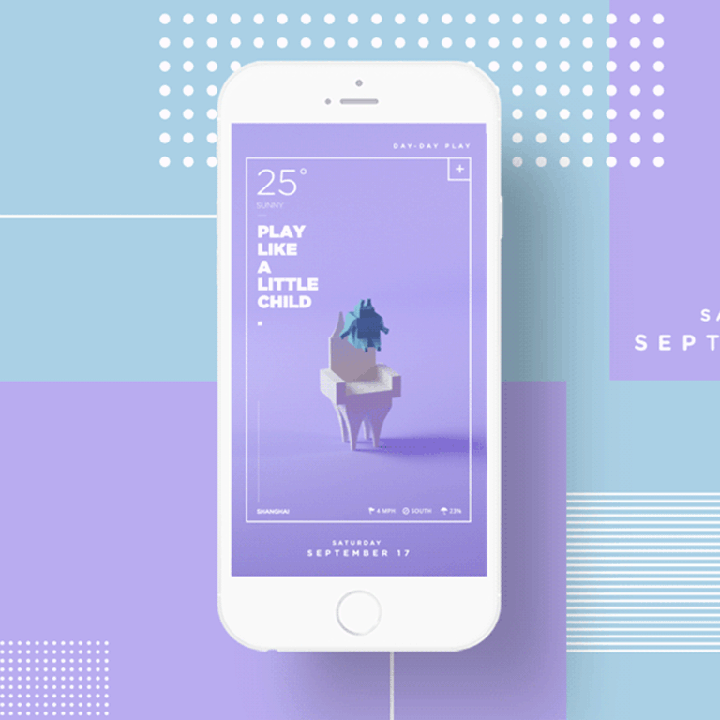 DAY-DAY PLAY
+
25°
SUNNY
PLAY
LIKE
A
LITTLE
CHILD
.
SHANGHAI
4 MPH
SOUTH
23%
SATURDAY
SEPTEMBER 17
SA
SEPT